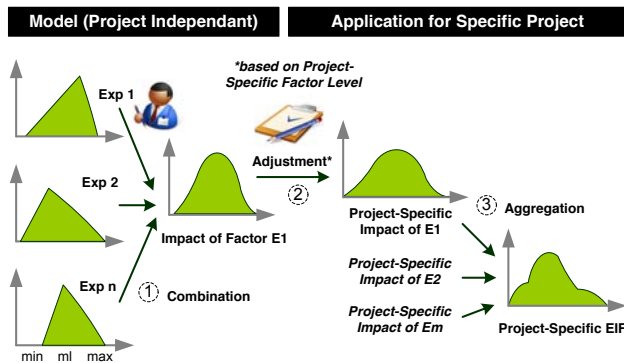 Model (Project Independant)
Application for Specific Project
Exp 1
*based on Project-
Specific Factor Level
Exp 2
Adjustment*
2
Impact of Factor E1
Project-Specific
Impact of E1
3 Aggregation
Exp n
1 Combination
Project-Specific
Impact of E2
Project-Specific
Impact of Em
Project-Specific EIF
min ml max